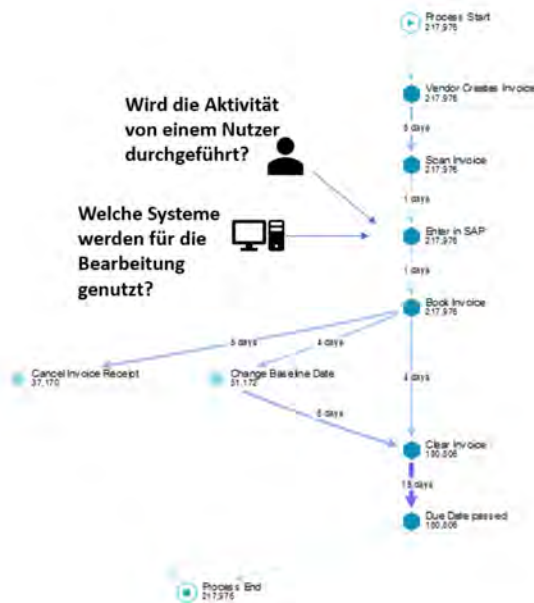 Process Start
217,976
Vendor Creates Invoice
217,976
Wird die Aktivität
von einem Nutzer
durchgeführt?
5 days
Scan Invoice
217,976
1 days
Welche Systeme
werden für die
Bearbeitung
genutzt?
Enter in SAP
217,976
1 days
Book Invoice
217,976
5 days
4 days
4 days
Cancel Invoice Receipt
37,170
Change Baseline Date
31,172
6 days
Clear Invoice
180,806
15 days
Due Date passed
180,806
Process End
217,976